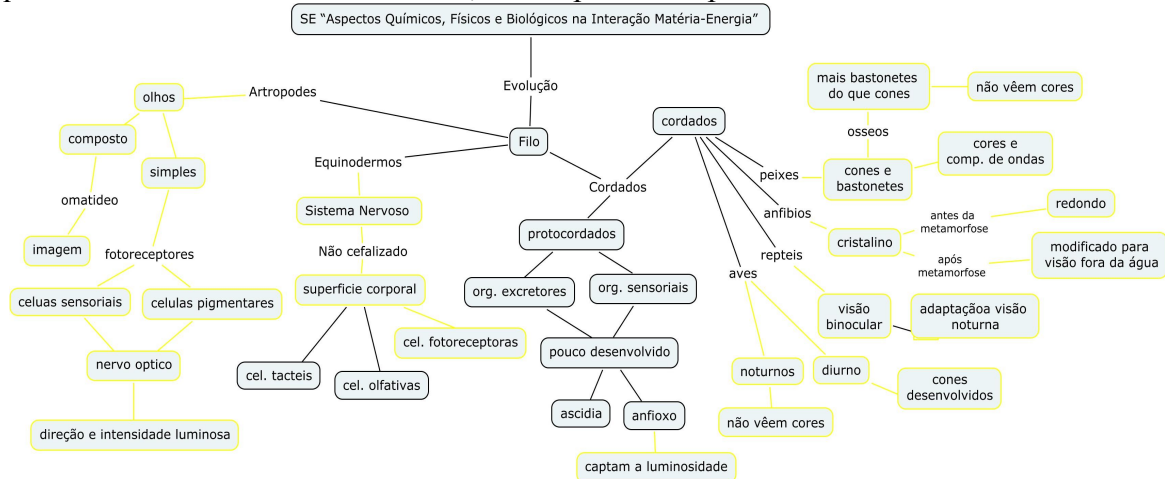 SE “Aspectos Químicos, Físicos e Biológicos na Interação Matéria-Energia”
Evolução
Filo
Artropodes
olhos
composto
omatideo
imagem
simples
fotoreceptores
celuas sensoriais
celulas pigmentares
nervo optico
direção e intensidade luminosa
Equinodermos
Sistema Nervoso
Não cefalizado
superficie corporal
cel. tacteis
cel. olfativas
cel. fotoreceptoras
Cordados
protocordados
org. excretores
org. sensoriais
pouco desenvolvido
ascidia
anfioxo
captam a luminosidade
cordados
peixes
cones e
bastonetes
osseos
mais bastonetes
do que cones
não vêem cores
cores e
comp. de ondas
anfibios
cristalino
antes da
metamorfose
redondo
após
metamorfose
modificado para
visão fora da água
repteis
visão
binocular
adaptaçãoa visão
noturna
aves
noturnos
não vêem cores
diurno
cones
desenvolvidos